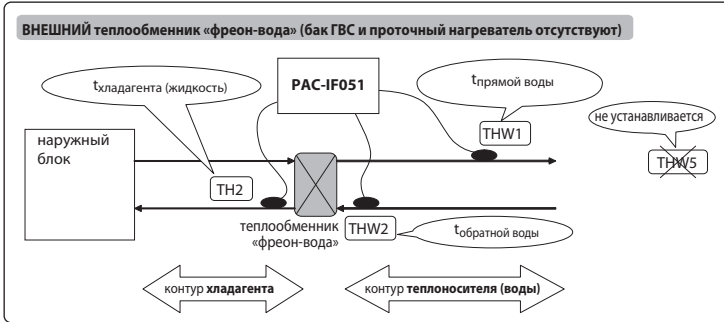 ВНЕШНИЙ теплообменник «фреон-вода» (бак ГВС и проточный нагреватель отсутствуют)
tхладагента (жидкость)
PAC-IF051
tпрямой воды
не устанавливается
THW1
THW5
наружный
блок
TH2
теплообменник
«фреон-вода»
THW2
tобратной воды
контур хладагента
контур теплоносителя (воды)